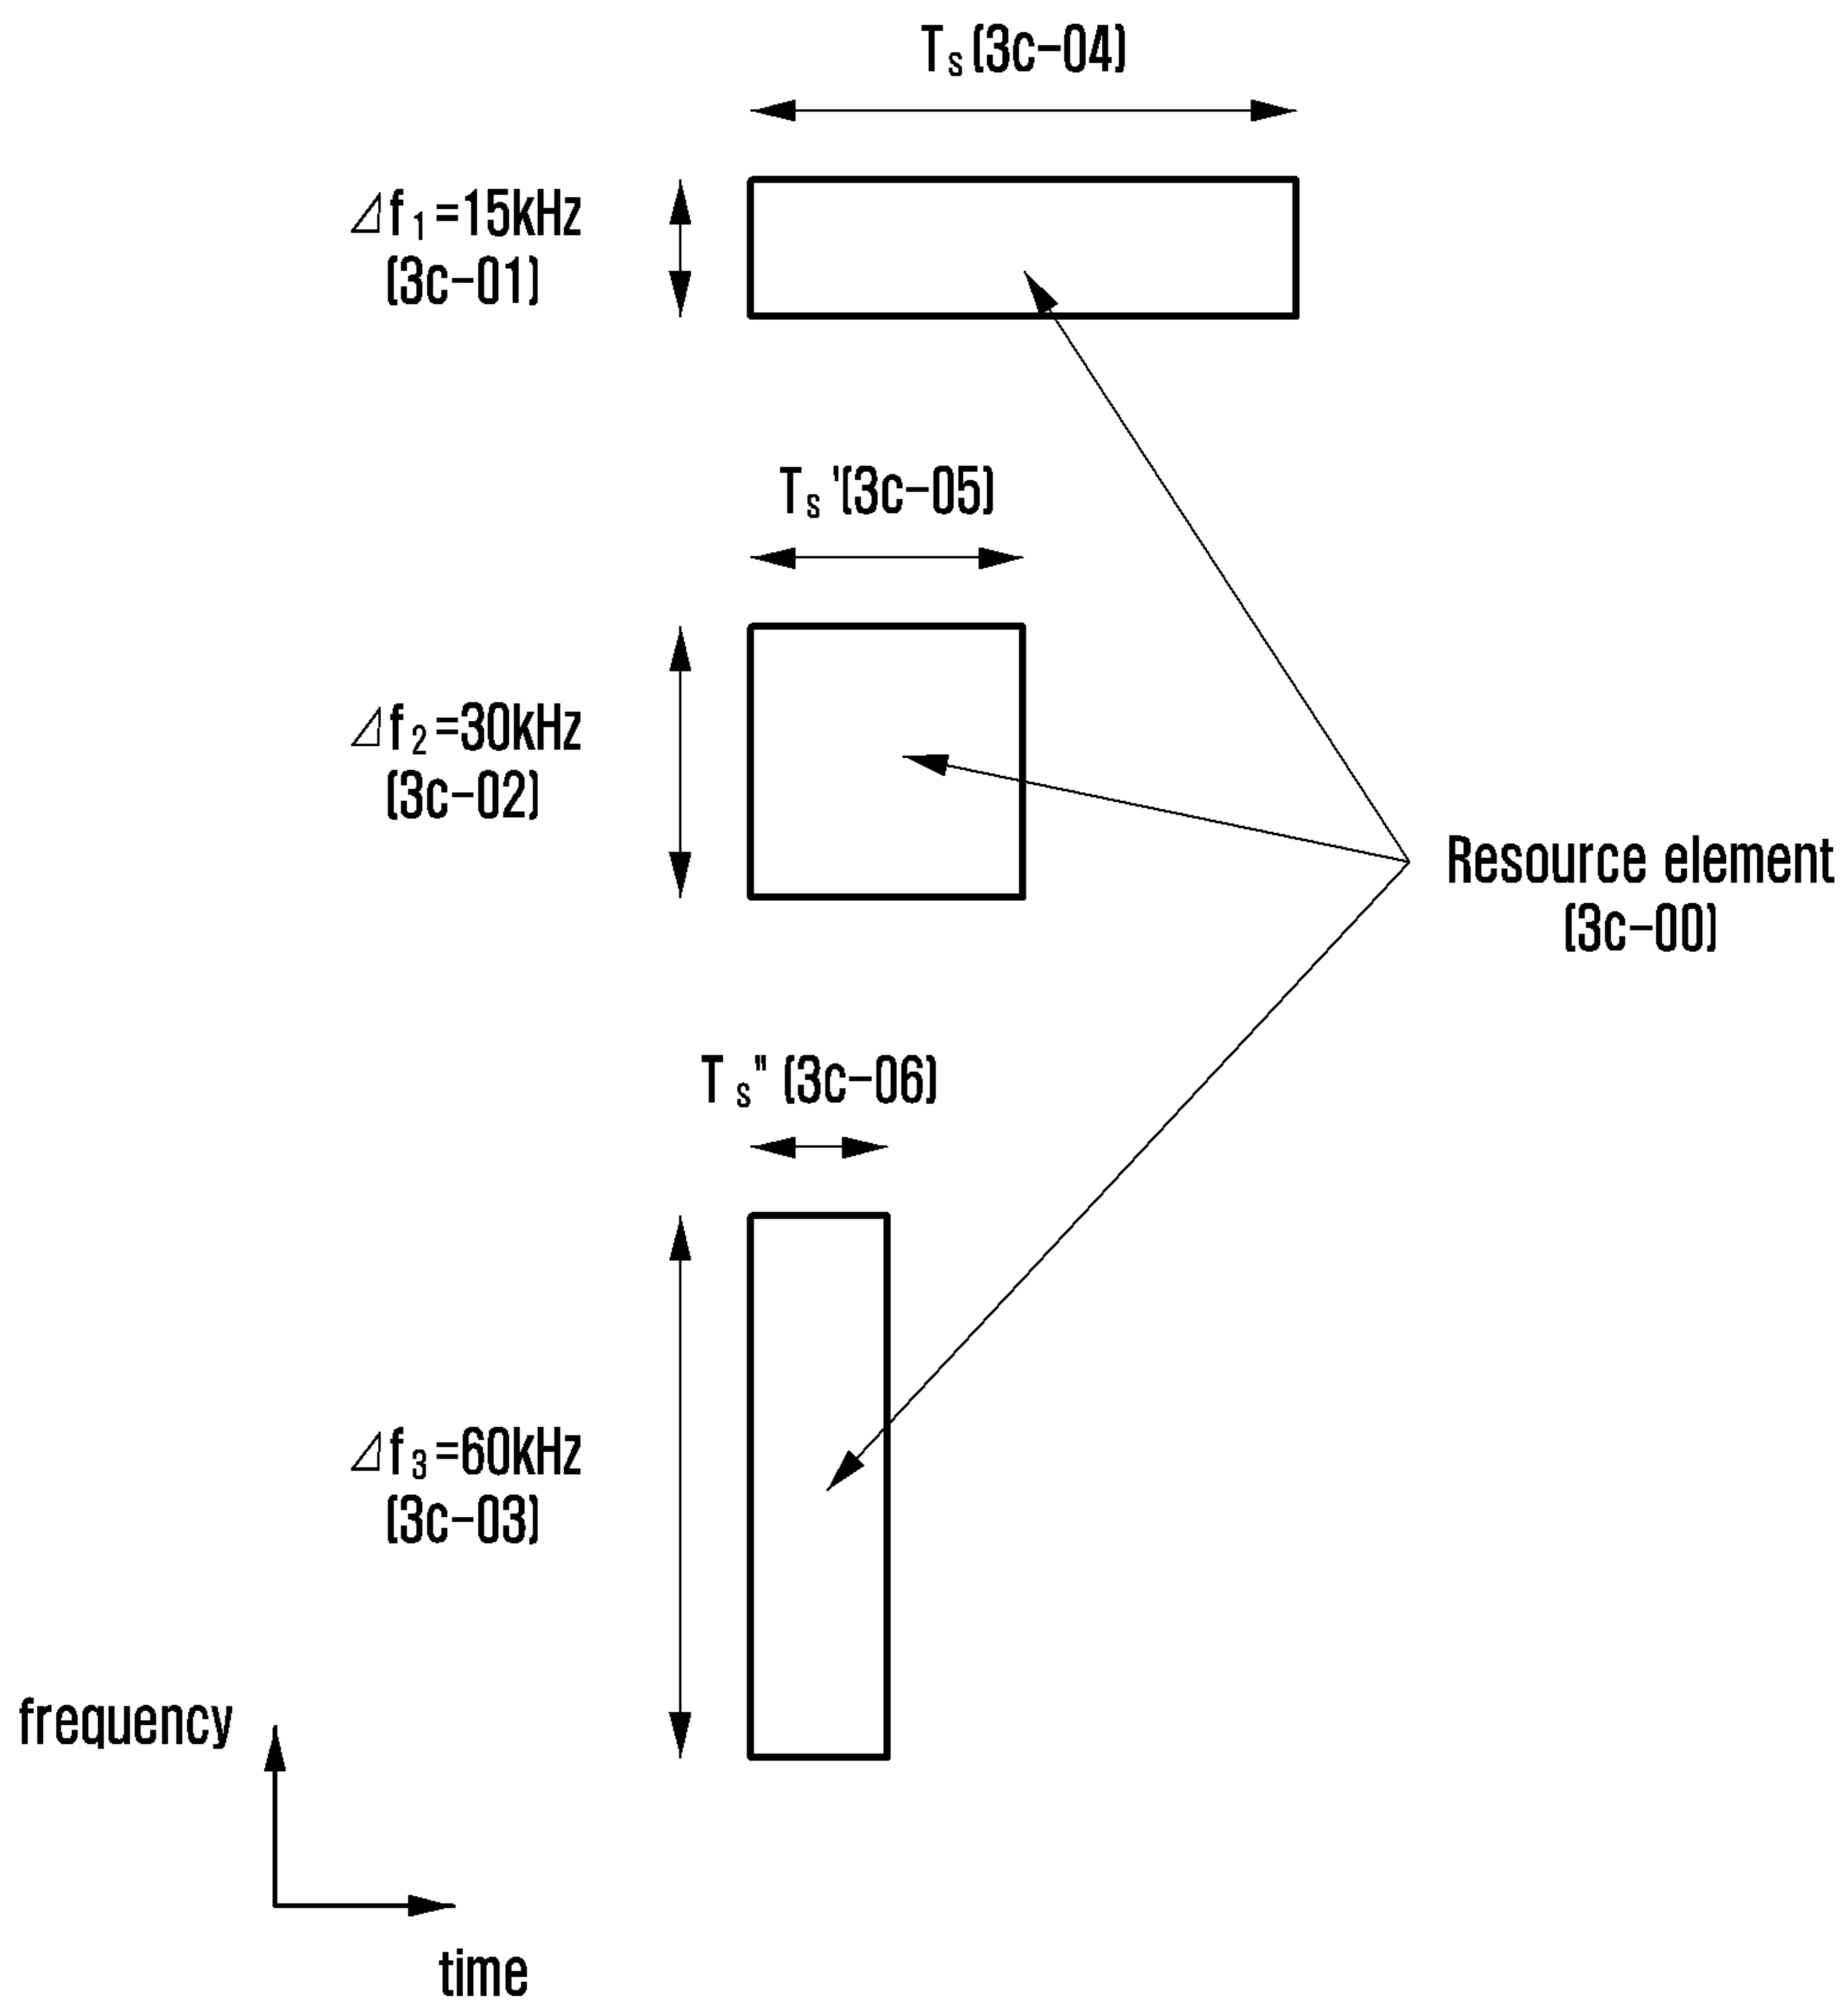 Ts (3c-04)
⊿f1=15kHz
(3c-01)
Ts '(3c-05)
⊿f2=30kHz
(3c-02)
Resource element
(3c-00)
Ts" (3c-06)
⊿f3=60kHz
(3c-03)
frequency
time